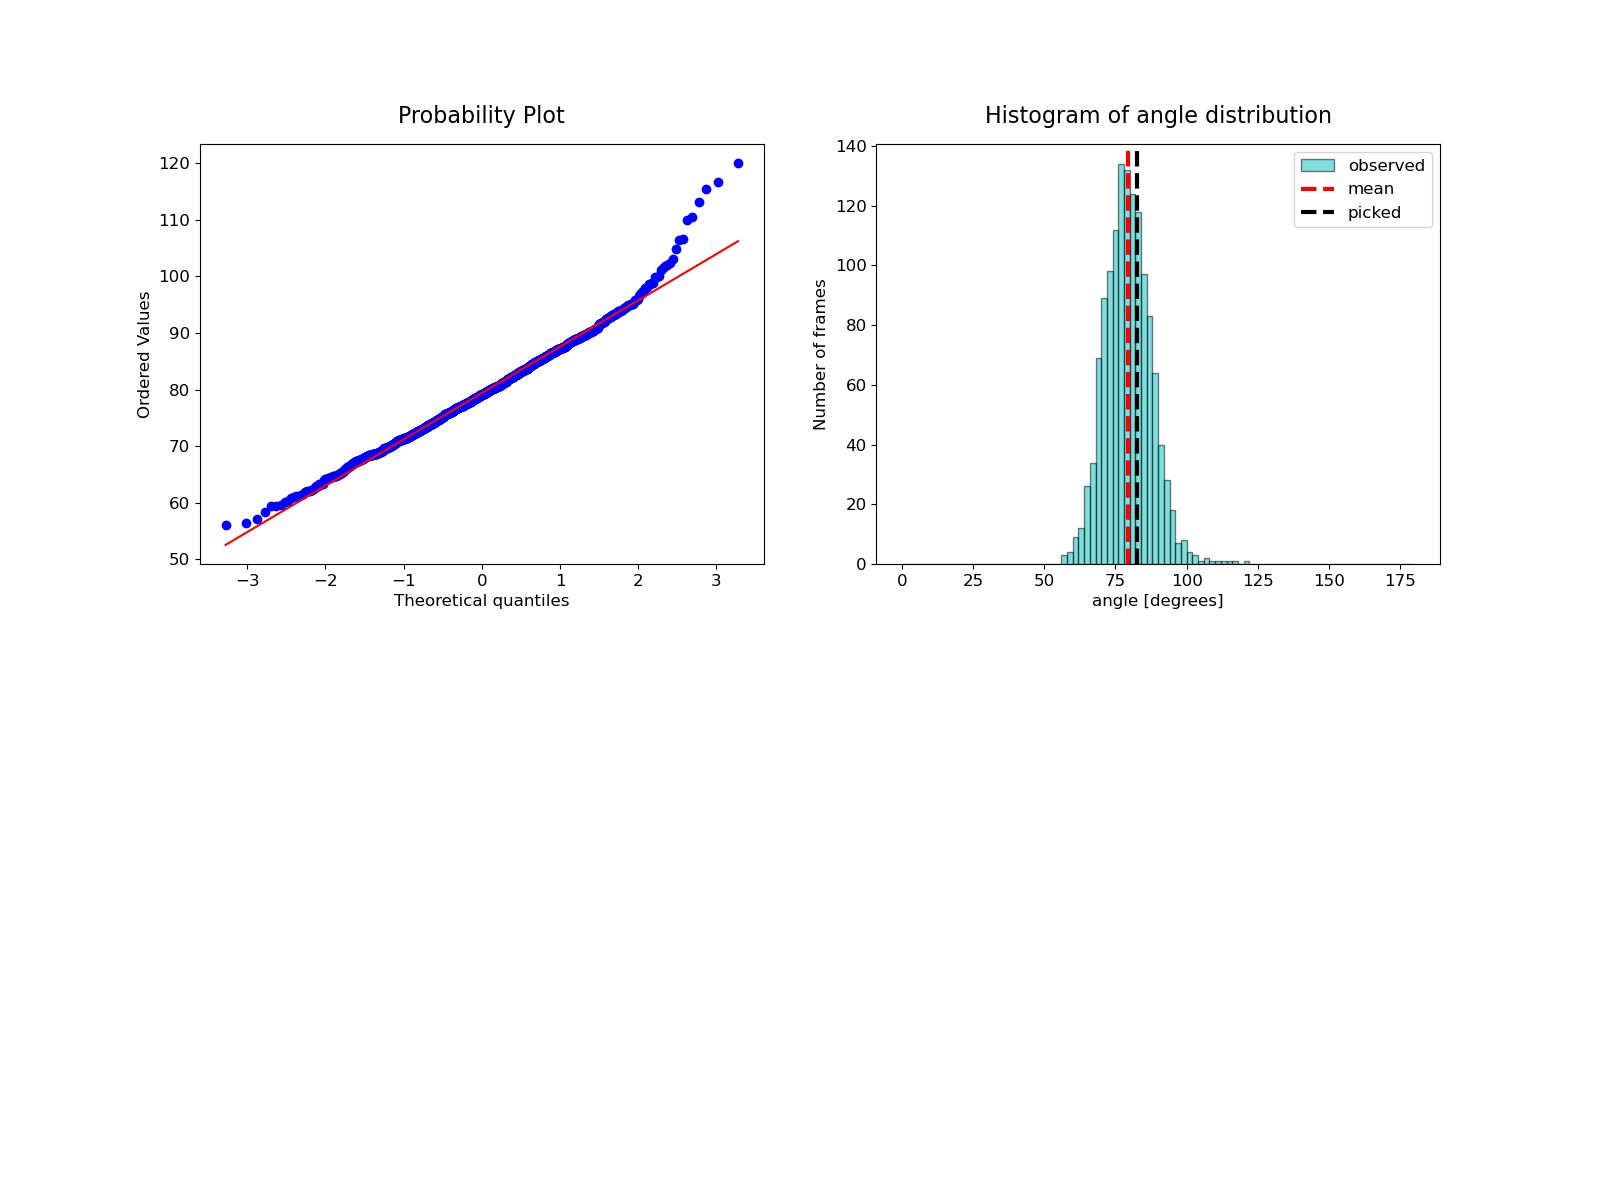 Probability Plot
120
110
100
90
80
70
60
50
Ordered Values
−3 −2 −1 0 1 2 3
Theoretical quantiles
Histogram of angle distribution
140
120
100
80
60
40
20
0
Number of frames
observed
mean
picked
0 25 50 75 100 125 150 175
angle [degrees]